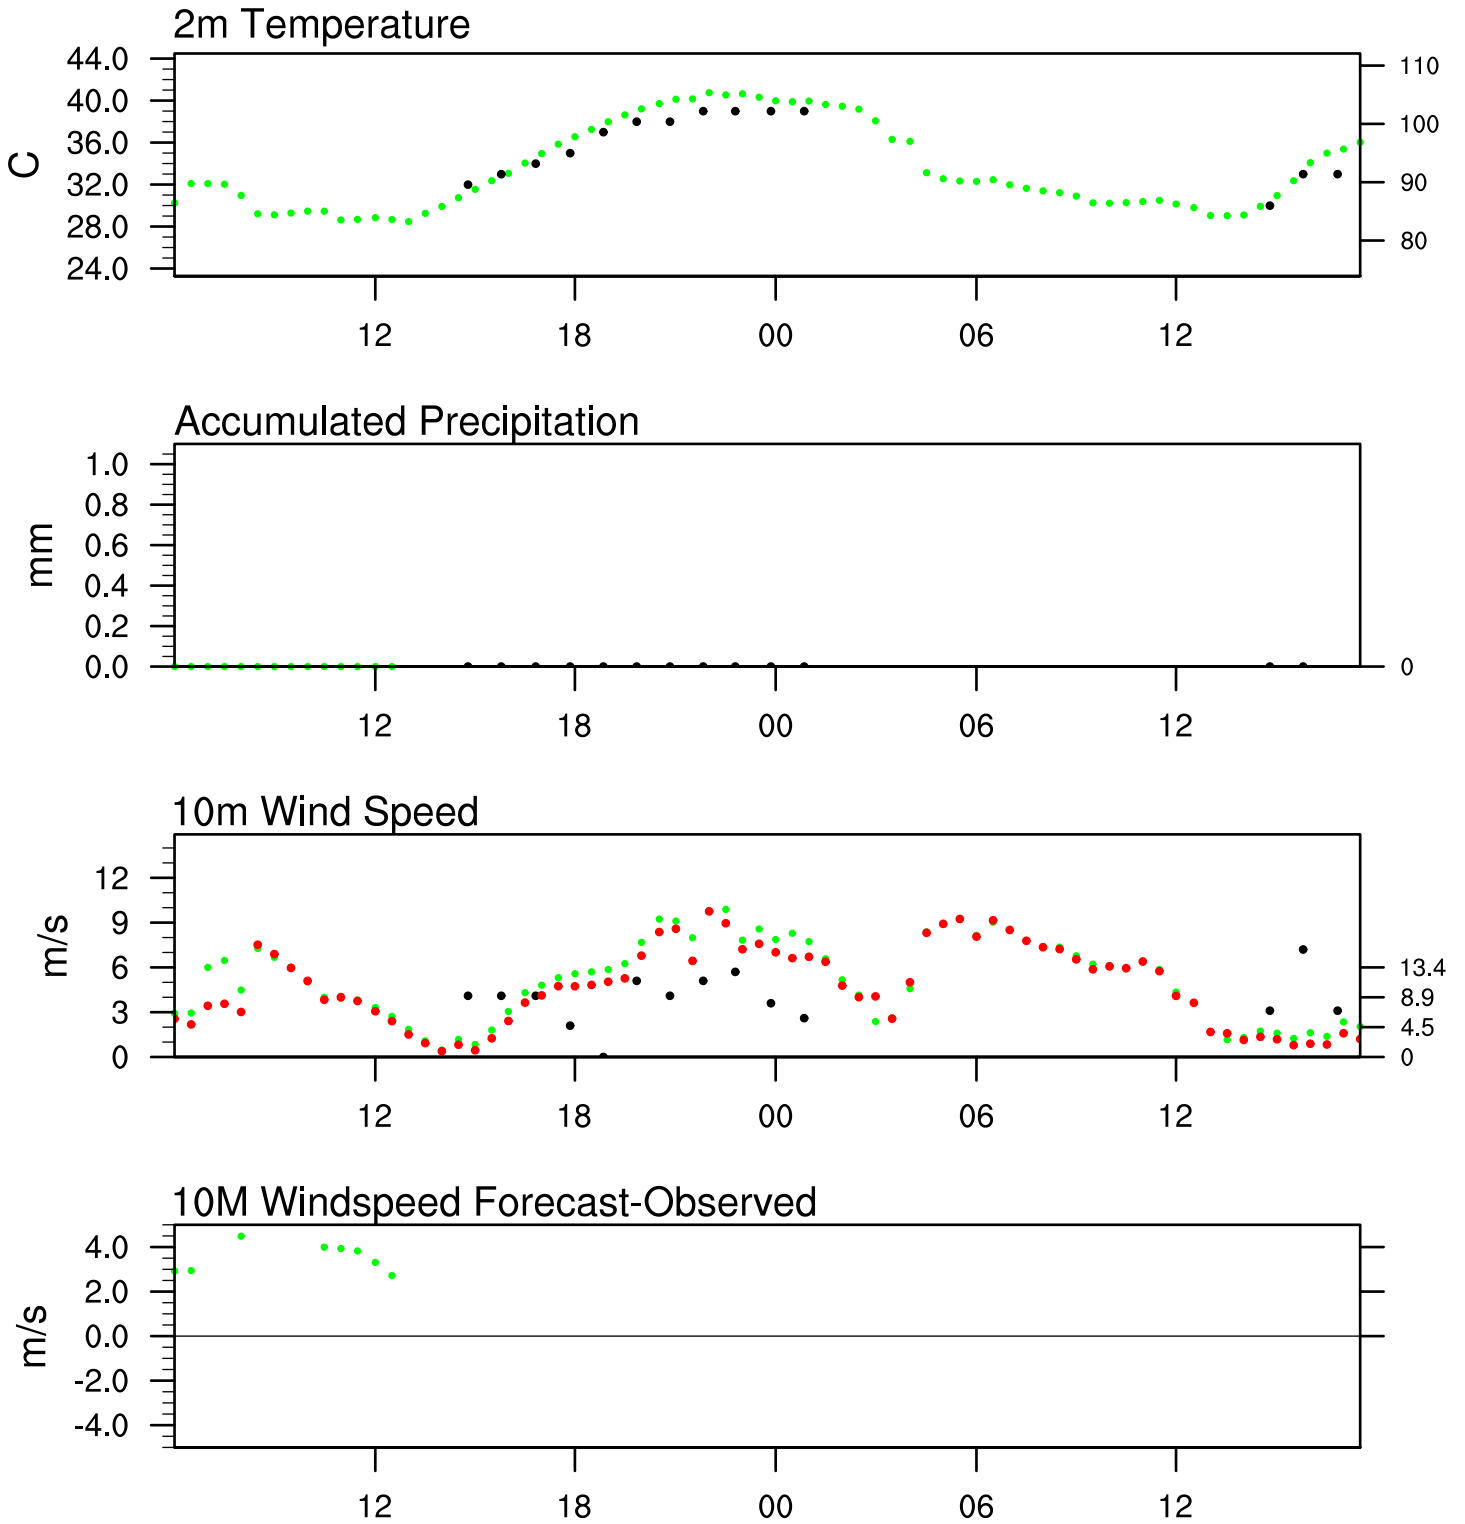 2m Temperature
44.0
40.0
36.0
32.0
28.0
24.0
C
110
100
90
80
12 18 00 06 12
Accumulated Precipitation
1.0
0.8
0.6
0.4
0.2
0.0
mm
0
12 18 00 06 12
10m Wind Speed
12
9
6
3
0
m/s
13.4
8.9
4.5
0
12 18 00 06 12
10M Windspeed Forecast-Observed
4.0
2.0
0.0
-2.0
-4.0
m/s
12 18 00 06 12